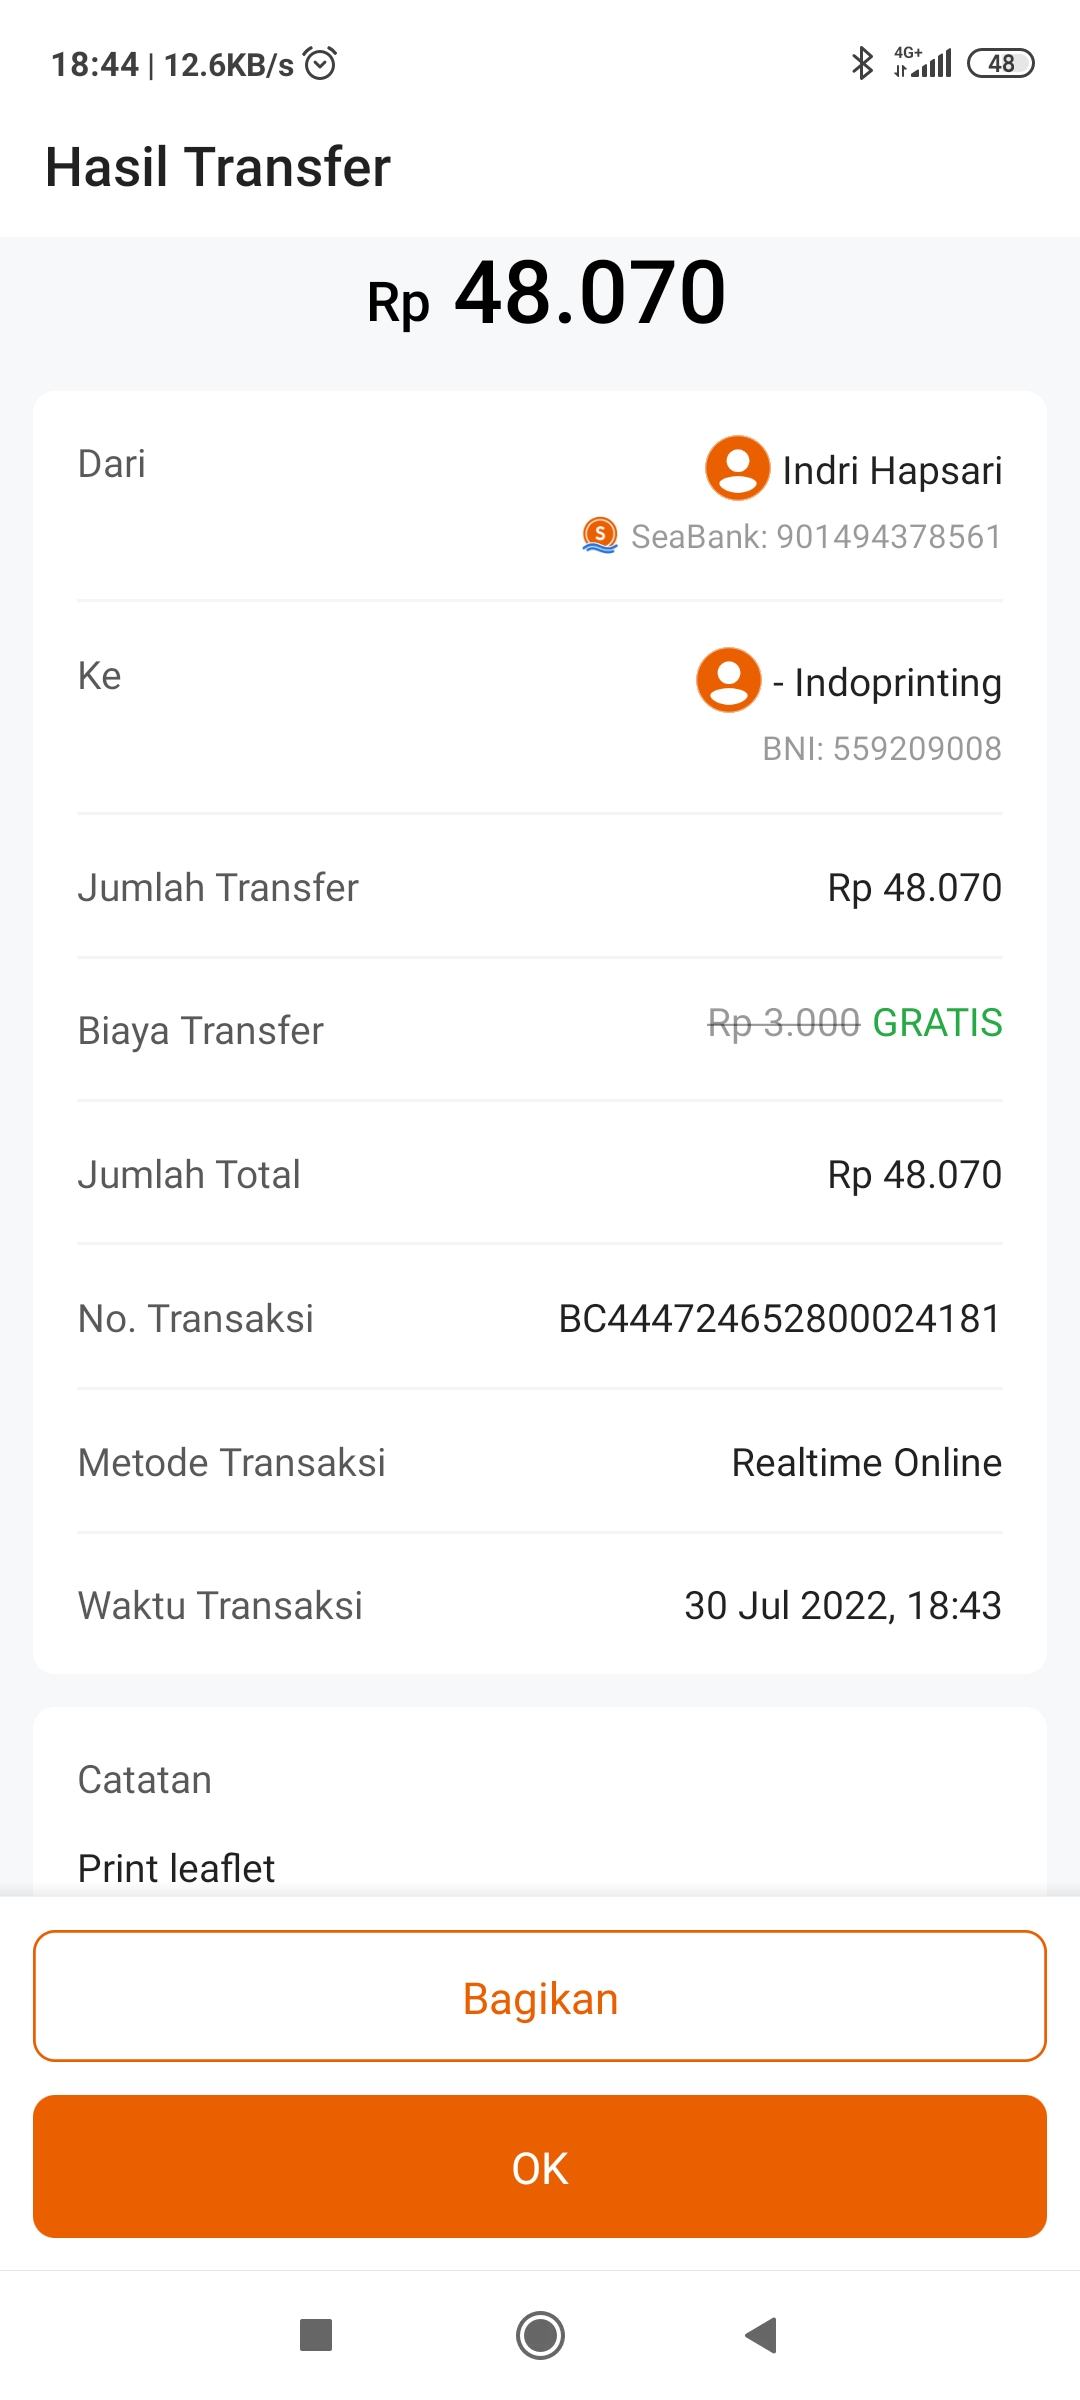 18:44 | 12.6KB/s
4G+
48
Hasil Transfer
Rp 48.070
Dari
Indri Hapsari
SeaBank: 901494378561
Ke
- Indoprinting
BNI: 559209008
Jumlah Transfer
Rp 48.070
Biaya Transfer
Rp 3.000 GRATIS
Jumlah Total
Rp 48.070
No. Transaksi
BC444724652800024181
Metode Transaksi
Realtime Online
Waktu Transaksi
30 Jul 2022, 18:43
Catatan
Print leaflet
Bagikan
OK